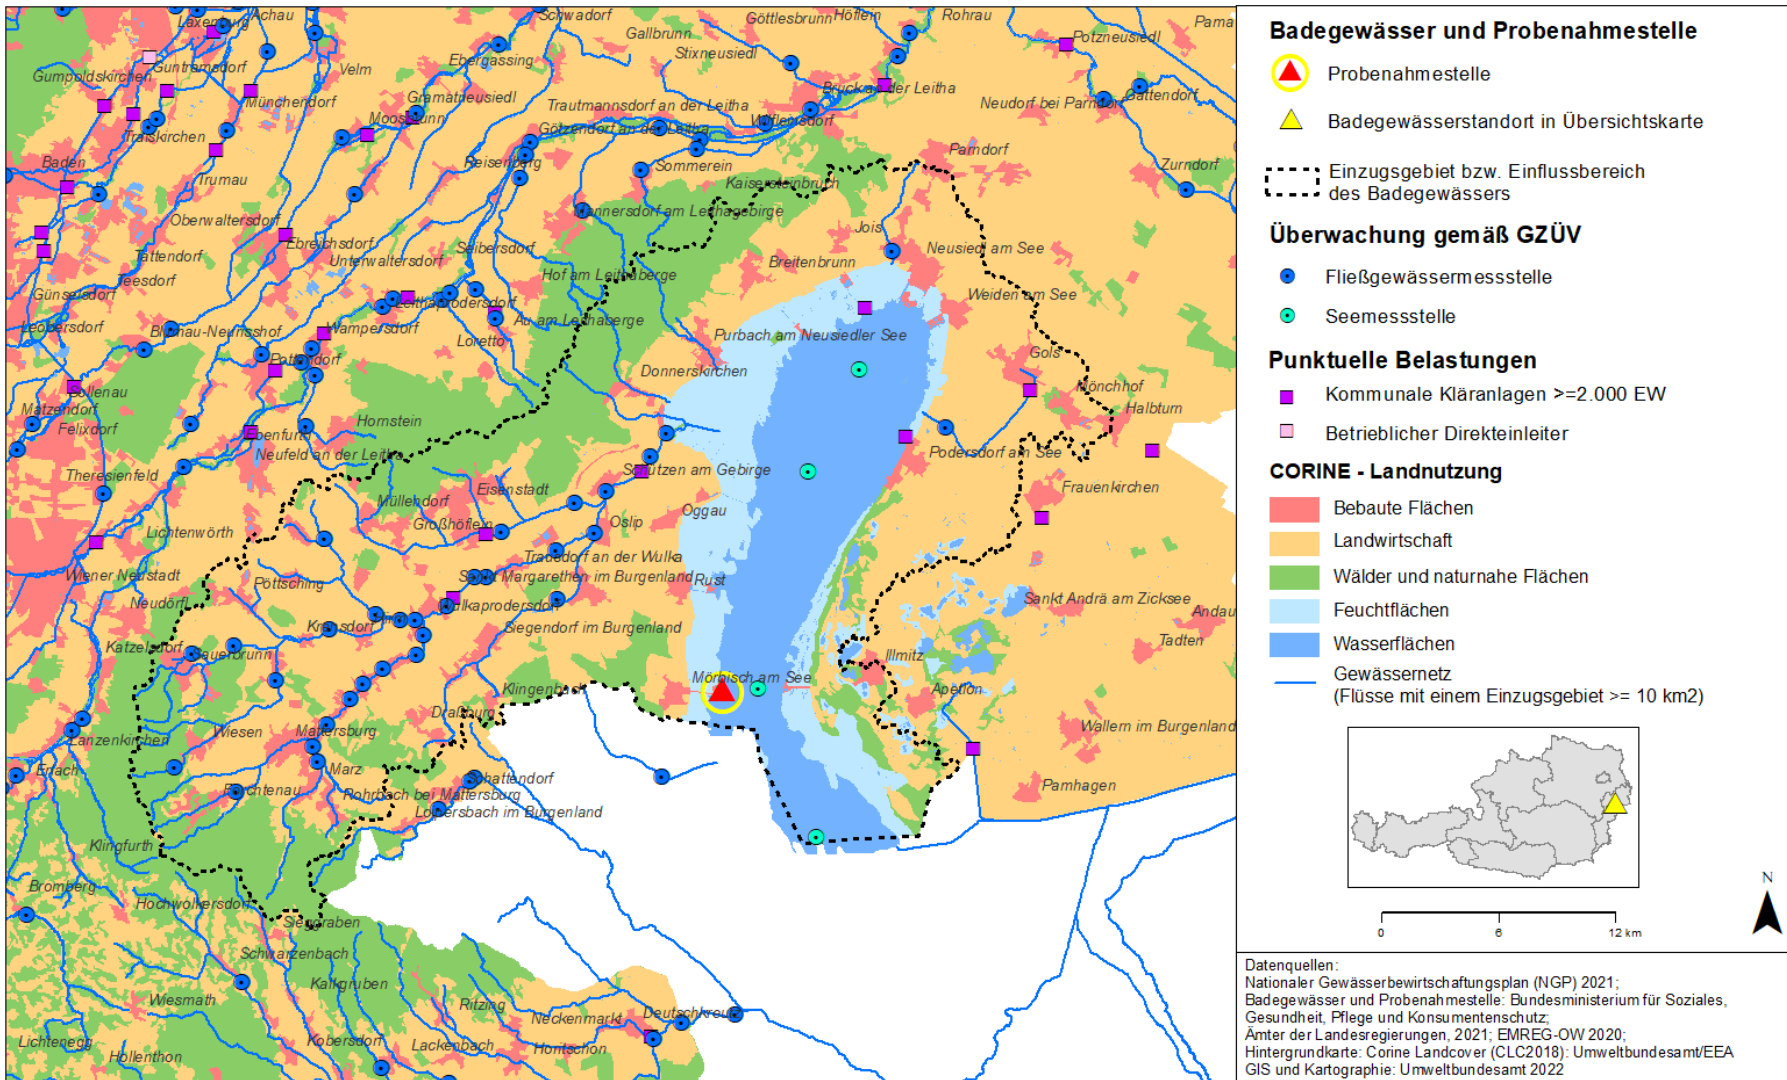 Laxenburg
Achau
Schwadorf
Göttlesbrunn
Höflein
Rohrau
Pama
Gallbrunn
Stixneusiedl
Potzneusiedl
Gumpoldskirchen
Guntramsdorf
Velm
Ebergassing
Münchendorf
Gramatneusiedl
Moosbrunn
Trautmannsdorf an der Leitha
Bruck an der Leitha
Neudorf bei Parndorf
Gattendorf
Traiskirchen
Götzendorf an der Leitha
Wilfleinsdorf
Baden
Trumau
Reisenberg
Sommerein
Parndorf
Zurndorf
Kaisersteinbruch
Oberwaltersdorf
Mannersdorf am Leithagebirge
Jois
Tattendorf
Ebreichsdorf
Unterwaltersdorf
Seibersdorf
Breitenbrunn
Neusiedl am See
Teesdorf
Hof am Leithaberge
Günselsdorf
Weiden am See
Leobersdorf
Blumau-Neurisshof
Wampersdorf
Leithaprodersdorf
Au am Leithaberge
Loretto
Purbach am Neusiedler See
Pottendorf
Gols
Donnerskirchen
Mönchhof
Sollenau
Matzendorf
Felixdorf
Hornstein
Halbturn
Ebenfurth
Neufeld an der Leitha
Podersdorf am See
Theresienfeld
Schützen am Gebirge
Eisenstadt
Frauenkirchen
Müllendorf
Großhöflein
Oslip
Oggau
Lichtenwörth
Trausdorf an der Wulka
Wiener Neustadt
Pöttsching
Sankt Margarethen im Burgenland
Rust
Neudörfl
Wulkaprodersdorf
Sankt Andrä am Zicksee
Andau
Krensdorf
Siegendorf im Burgenland
Tadten
Katzelsdorf
Sauerbrunn
Illmitz
Mörbisch am See
Klingenbach
Apetlon
Draßburg
Wallern im Burgenland
Wiesen
Mattersburg
Lanzenkirchen
Erlach
Marz
Schattendorf
Forchtenau
Rohrbach bei Mattersburg
Pamhagen
Loipersbach im Burgenland
Klingfurth
Bromberg
Hochwolkersdorf
Sieggraben
Schwarzenbach
Kalkgruben
Wiesmath
Ritzing
Neckenmarkt
Deutschkreutz
Lichtenegg
Hollenthon
Kobersdorf
Lackenbach
Horitschon
Badegewässer und Probenahmestelle
Probenahmestelle
Badegewässerstandort in Übersichtskarte
Einzugsgebiet bzw. Einflussbereich
des Badegewässers
Überwachung gemäß GZÜV
Fließgewässermessstelle
Seemessstelle
Punktuelle Belastungen
Kommunale Kläranlagen >=2.000 EW
Betrieblicher Direkteinleiter
CORINE - Landnutzung
Bebaute Flächen
Landwirtschaft
Wälder und naturnahe Flächen
Feuchtflächen
Wasserflächen
Gewässernetz
(Flüsse mit einem Einzugsgebiet >= 10 km2)
N
0 6 12 km
Datenquellen:
Nationaler Gewässerbewirtschaftungsplan (NGP) 2021;
Badegewässer und Probenahmestelle: Bundesministerium für Soziales,
Gesundheit, Pflege und Konsumentenschutz;
Ämter der Landesregierungen, 2021; EMREG-OW 2020;
Hintergrundkarte: Corine Landcover (CLC2018): Umweltbundesamt/EEA
GIS und Kartographie: Umweltbundesamt 2022